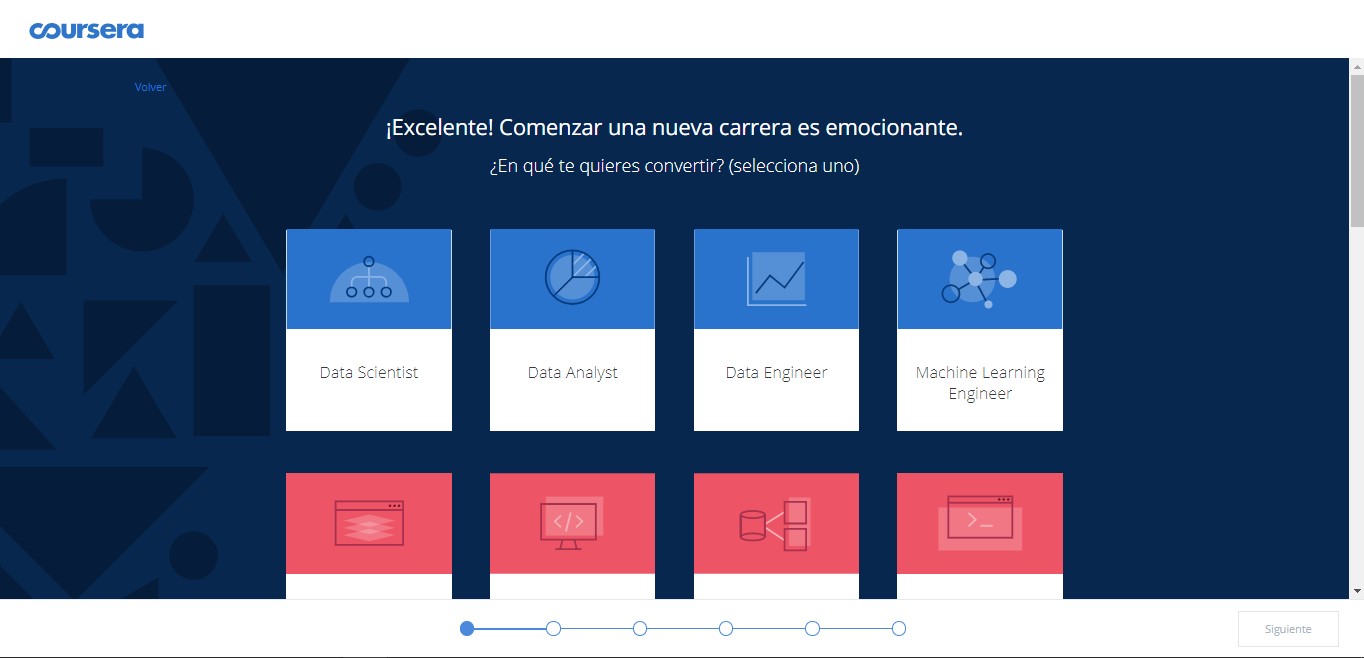 coursera
Volver
¡Excelente! Comenzar una nueva carrera es emocionante.
¿En qué te quieres convertir? (selecciona uno)
Data Scientist
Data Analyst
Data Engineer
Machine Learning
Engineer
Siguiente